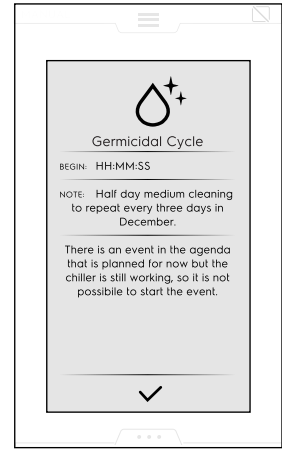 Germicidal Cycle
BEGIN: HH:MM:SS
NOTE: Half day medium cleaning
to repeat every three days in
December.
There is an event in the agenda
that is planned for now but the
chiller is still working, so it is not
possibile to start the event.